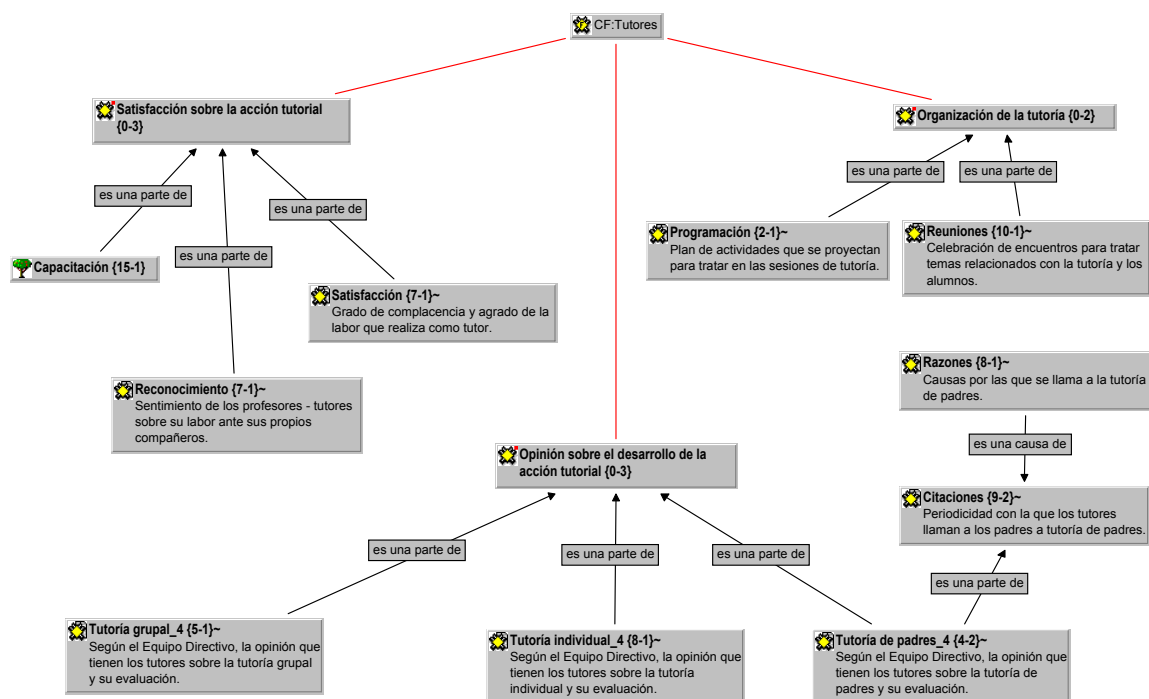 CF:Tutores
Satisfacción sobre la acción tutorial
{0-3}
Organización de la tutoría {0-2}
es una parte de
es una parte de
es una parte de
es una parte de
es una parte de
Programación {2-1}~
Plan de actividades que se proyectan
para tratar en las sesiones de tutoría.
Reuniones {10-1}~
Celebración de encuentros para tratar
temas relacionados con la tutoría y los
alumnos.
Capacitación {15-1}
Satisfacción {7-1}~
Grado de complacencia y agrado de la
labor que realiza como tutor.
Reconocimiento {7-1}~
Sentimiento de los profesores - tutores
sobre su labor ante sus propios
compañeros.
Razones {8-1}~
Causas por las que se llama a la tutoría
de padres.
es una causa de
Opinión sobre el desarrollo de la
acción tutorial {0-3}
Citaciones {9-2}~
Periodicidad con la que los tutores
llaman a los padres a tutoría de padres.
es una parte de
es una parte de
es una parte de
es una parte de
Tutoría grupal_4 {5-1}~
Según el Equipo Directivo, la opinión que
tienen los tutores sobre la tutoría grupal
y su evaluación.
Tutoría individual_4 {8-1}~
Según el Equipo Directivo, la opinión que
tienen los tutores sobre la tutoría
individual y su evaluación.
Tutoría de padres_4 {4-2}~
Según el Equipo Directivo, la opinión que
tienen los tutores sobre la tutoría de
padres y su evaluación.